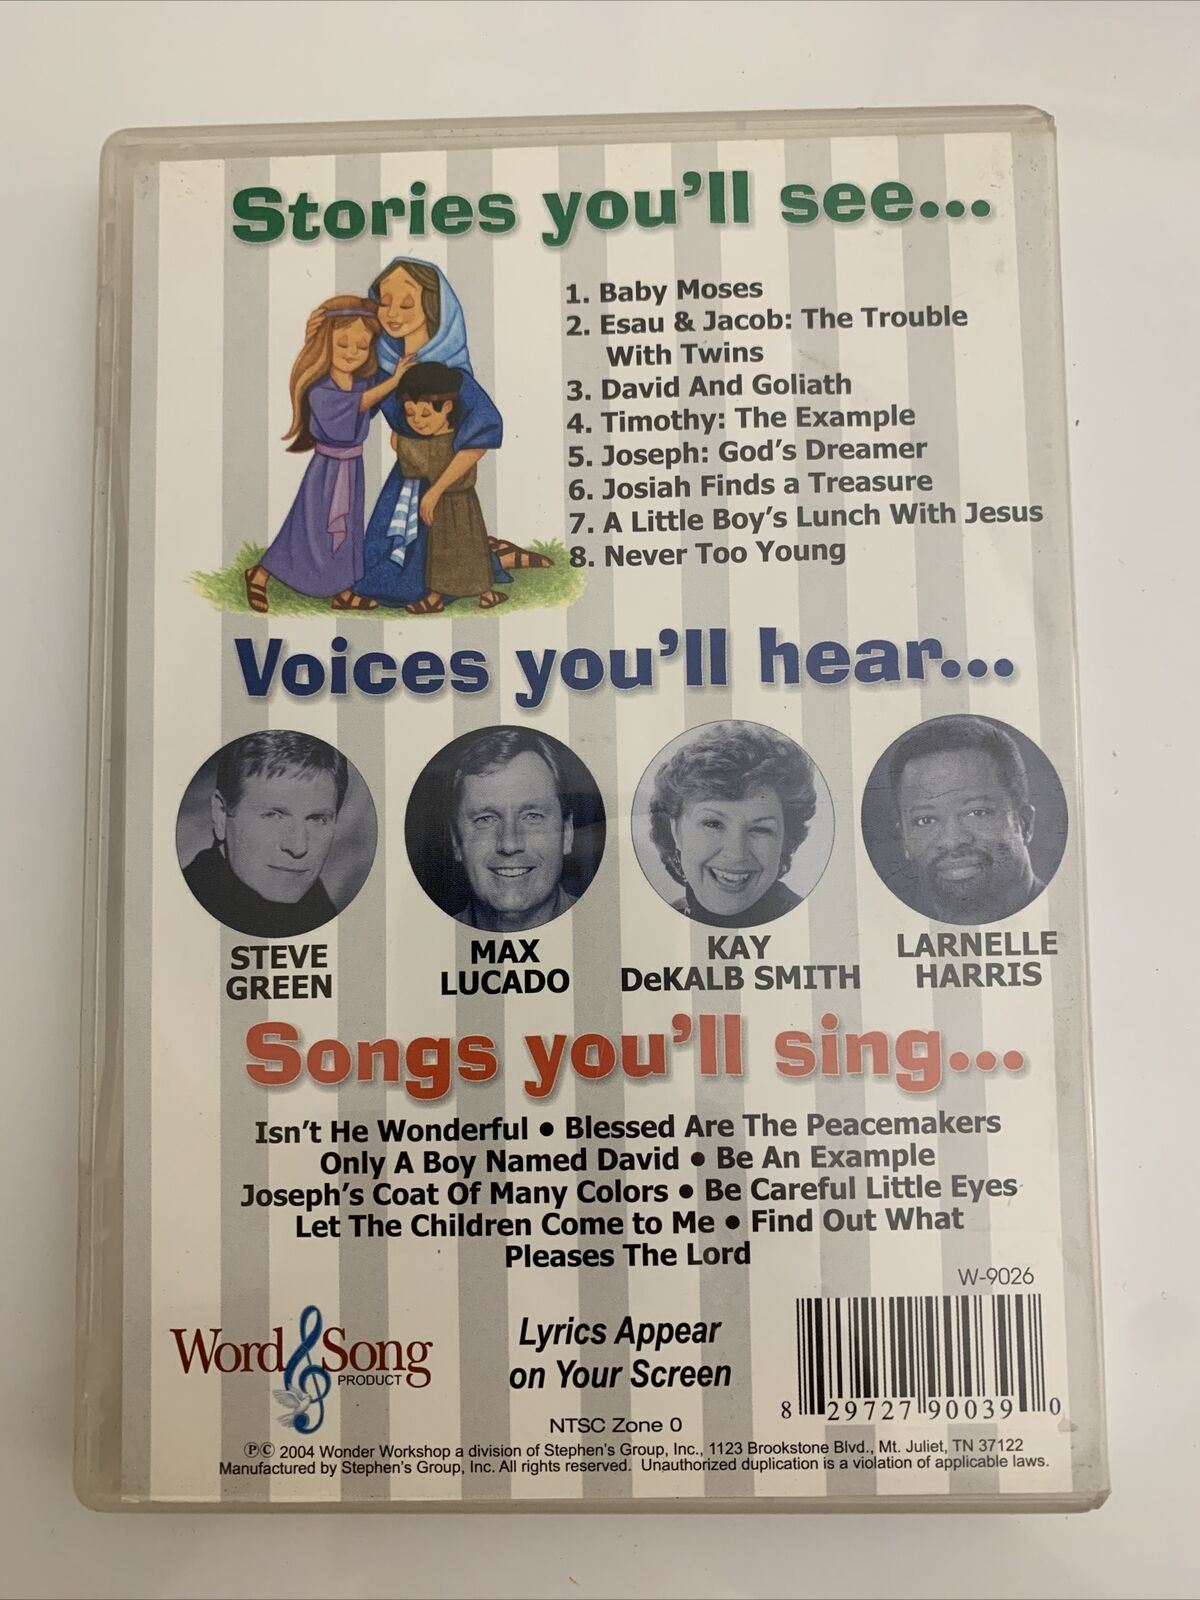 Stories you'll see...
1. Baby Moses
2. Esau & Jacob: The Trouble
With Twins
3. David And Goliath
4. Timothy: The Example
5. Joseph: God's Dreamer
6. Josiah Finds a Treasure
7. A Little Boy's Lunch With Jesus
8. Never Too Young
Voices you'll hear...
STEVE
GREEN
MAX
LUCADO
KAY
DeKALB SMITH
LARNELLE
HARRIS
Songs you'll sing...
Isn't He Wonderful • Blessed Are The Peacemakers
Only A Boy Named David • Be An Example
Joseph's Coat Of Many Colors • Be Careful Little Eyes
Let The Children Come to Me • Find Out What
Pleases The Lord
W-9026
Word & Song
PRODUCT
Lyrics Appear
on Your Screen
8 29727 90039 0
NTSC Zone 0
℗© 2004 Wonder Workshop a division of Stephen's Group, Inc., 1123 Brookstone Blvd., Mt. Juliet, TN 37122
Manufactured by Stephen's Group, Inc. All rights reserved. Unauthorized duplication is a violation of applicable laws.